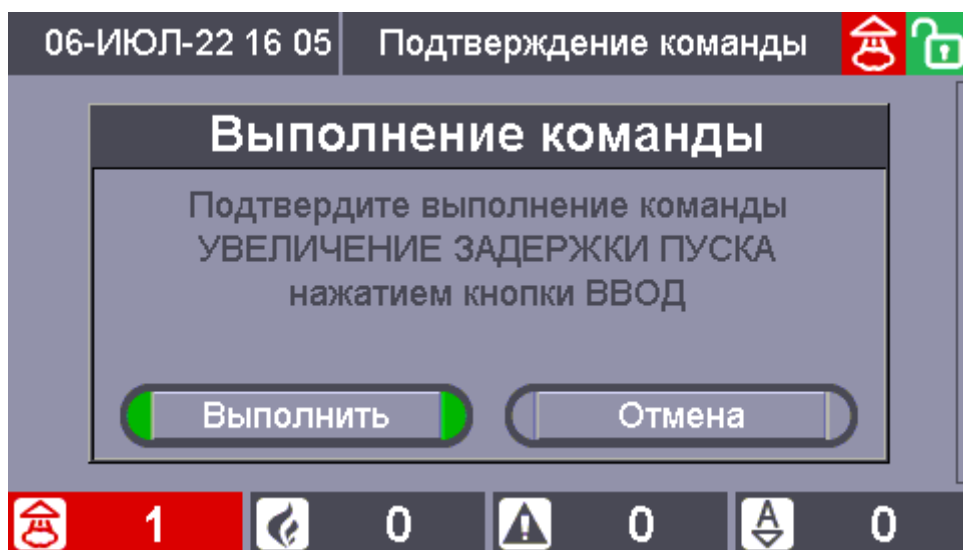 06-ИЮЛ-22 16 05 Подтверждение команды
Выполнение команды
Подтвердите выполнение команды
УВЕЛИЧЕНИЕ ЗАДЕРЖКИ ПУСКА
нажатием кнопки ВВОД
Выполнить Отмена
1 0 0 A 0